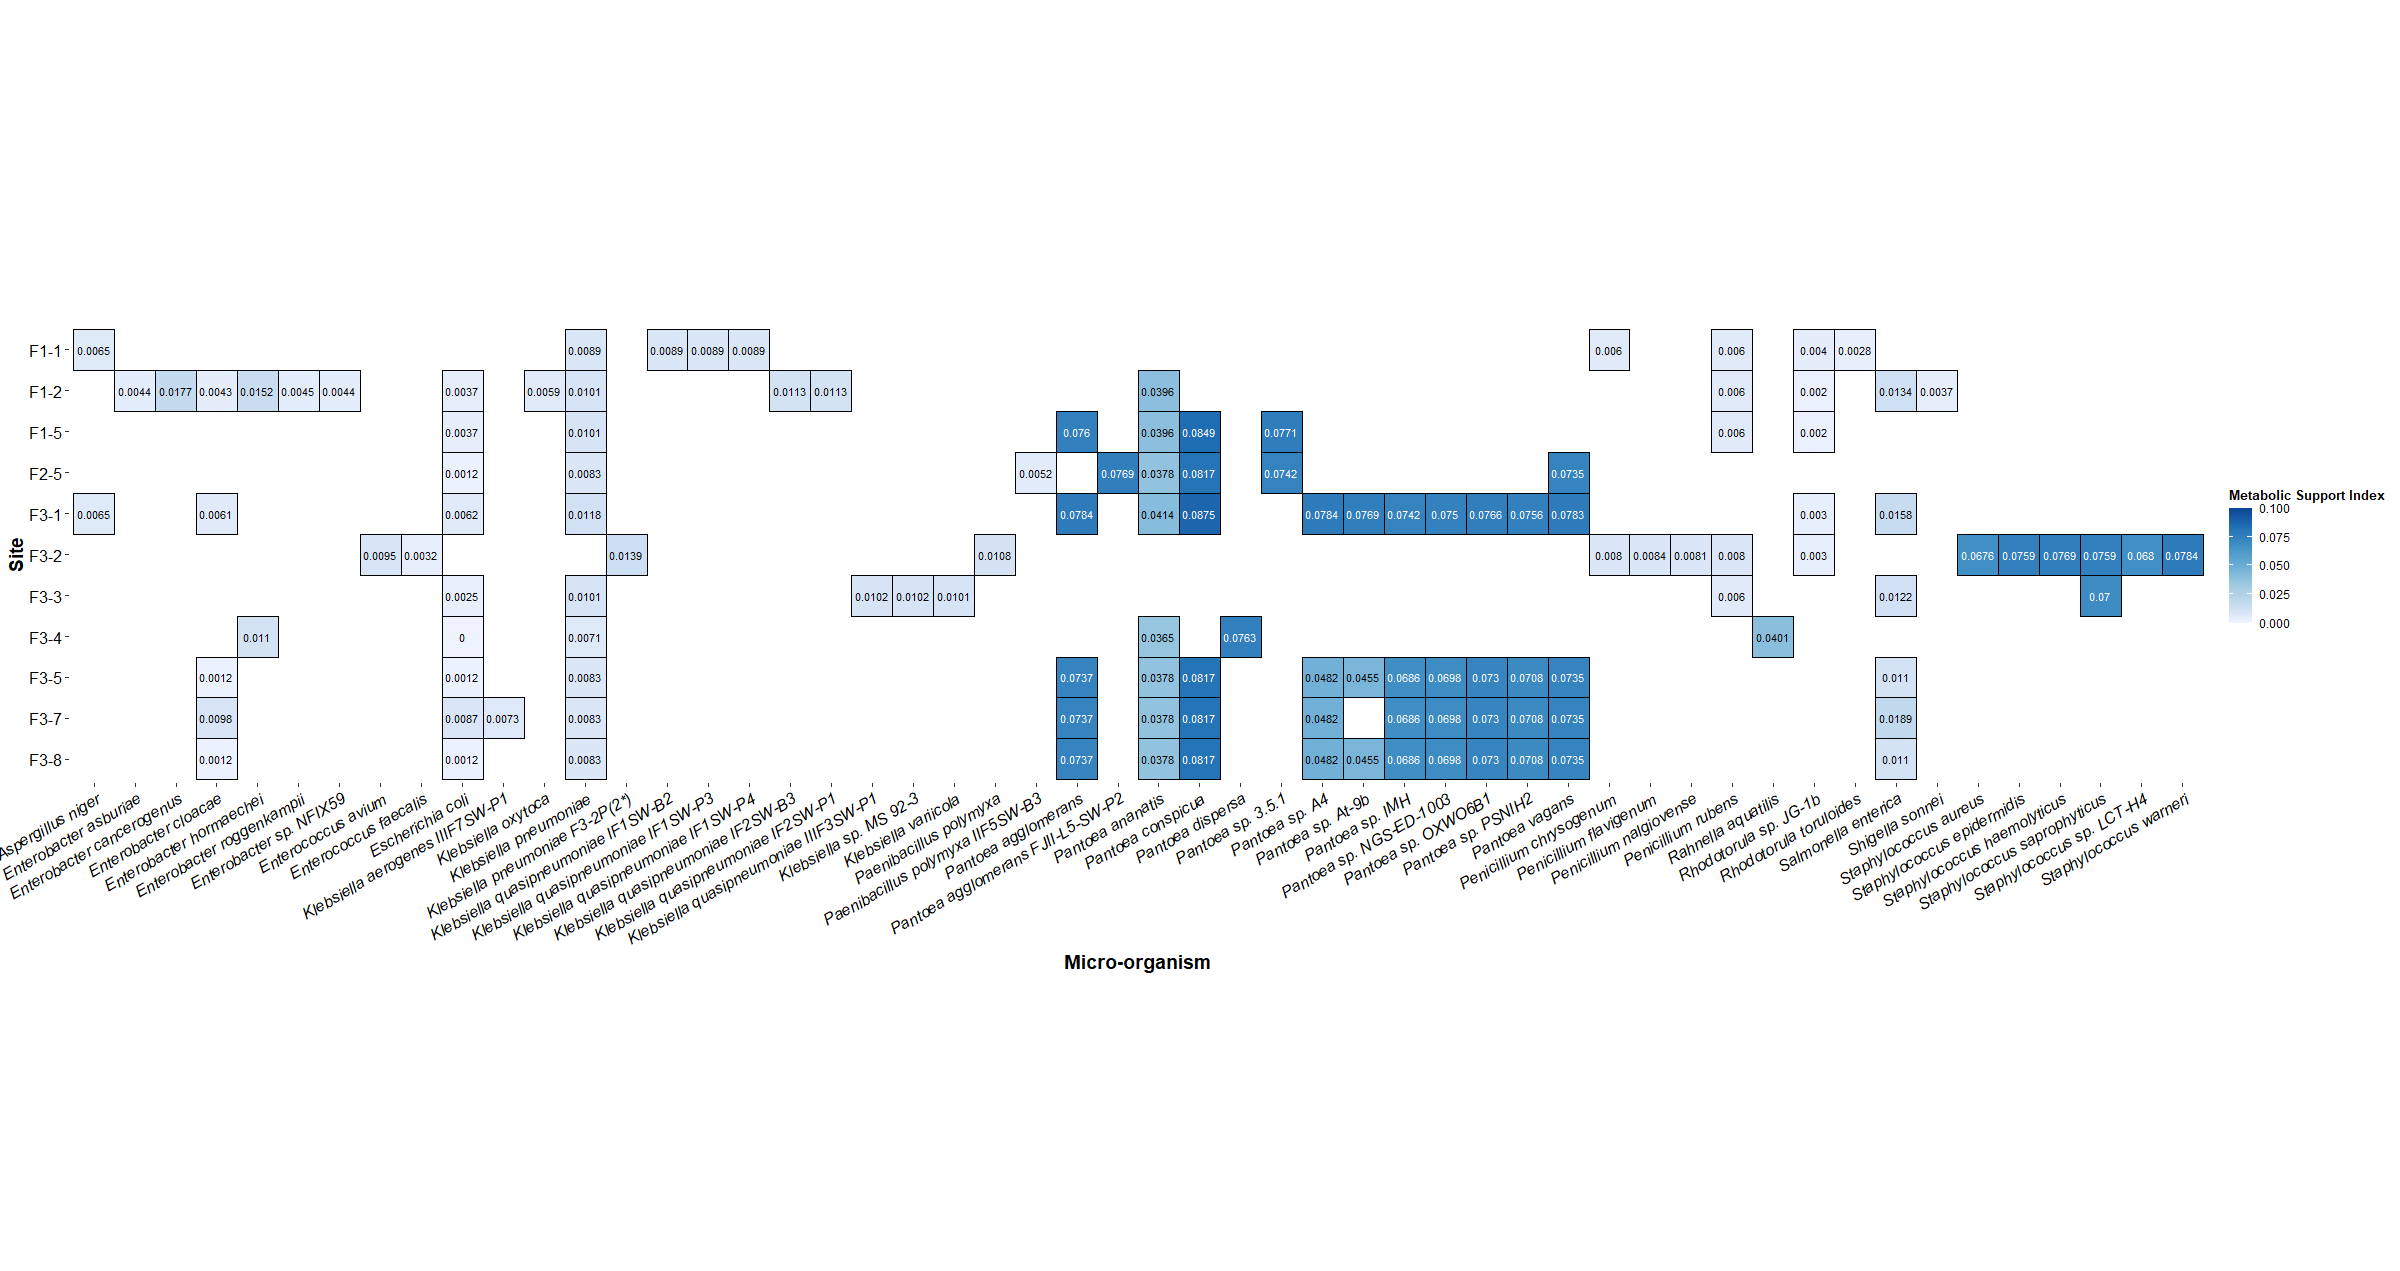 F1-1 0.0065 0.0089 0.0089 0.0089 0.0089 0.006 0.006 0.004 0.0028
F1-2 0.0044 0.0177 0.0043 0.0152 0.0045 0.0044 0.0037 0.0059 0.0101 0.0113 0.0113 0.0396 0.006 0.002 0.0134 0.0037
F1-5 0.0037 0.0101 0.076 0.0396 0.0849 0.0771 0.006 0.002
F2-5 0.0012 0.0083 0.0052 0.0769 0.0378 0.0817 0.0742 0.0735
F3-1 0.0065 0.0061 0.0062 0.0118 0.0784 0.0414 0.0875 0.0784 0.0769 0.0742 0.075 0.0766 0.0756 0.0783 0.003 0.0158
F3-2 0.0095 0.0032 0.0139 0.0108 0.008 0.0084 0.0081 0.008 0.003 0.0676 0.0759 0.0769 0.0759 0.068 0.0784
F3-3 0.0025 0.0101 0.0102 0.0102 0.0101 0.006 0.0122 0.07
F3-4 0.011 0 0.0071 0.0365 0.0763 0.0401
F3-5 0.0012 0.0012 0.0083 0.0737 0.0378 0.0817 0.0482 0.0455 0.0686 0.0698 0.073 0.0708 0.0735 0.011
F3-7 0.0098 0.0087 0.0073 0.0083 0.0737 0.0378 0.0817 0.0482 0.0686 0.0698 0.073 0.0708 0.0735 0.0189
F3-8 0.0012 0.0012 0.0083 0.0737 0.0378 0.0817 0.0482 0.0455 0.0686 0.0698 0.073 0.0708 0.0735 0.011
Site
Aspergillus niger
Enterobacter asburiae
Enterobacter cancerogenus
Enterobacter cloacae
Enterobacter hormaechei
Enterobacter roggenkampii
Enterobacter sp. NFIX59
Enterococcus avium
Enterococcus faecalis
Escherichia coli
Klebsiella aerogenes IIIF7SW-P1
Klebsiella oxytoca
Klebsiella pneumoniae
Klebsiella pneumoniae F3-2P(2*)
Klebsiella quasipneumoniae IF1SW-B2
Klebsiella quasipneumoniae IF1SW-P3
Klebsiella quasipneumoniae IF1SW-P4
Klebsiella quasipneumoniae IF2SW-B3
Klebsiella quasipneumoniae IF2SW-P1
Klebsiella quasipneumoniae IIIF3SW-P1
Klebsiella sp. MS 92-3
Klebsiella variicola
Paenibacillus polymyxa
Paenibacillus polymyxa IIF5SW-B3
Pantoea agglomerans
Pantoea agglomerans FJII-L5-SW-P2
Pantoea ananatis
Pantoea conspicua
Pantoea dispersa
Pantoea sp. 3.5.1
Pantoea sp. A4
Pantoea sp. At-9b
Pantoea sp. IMH
Pantoea sp. NGS-ED-1003
Pantoea sp. OXWO6B1
Pantoea sp. PSNIH2
Pantoea vagans
Penicillium chrysogenum
Penicillium flavigenum
Penicillium nalgiovense
Penicillium rubens
Rahnella aquatilis
Rhodotorula sp. JG-1b
Rhodotorula toruloides
Salmonella enterica
Shigella sonnei
Staphylococcus aureus
Staphylococcus epidermidis
Staphylococcus haemolyticus
Staphylococcus saprophyticus
Staphylococcus sp. LCT-H4
Staphylococcus warneri
Micro-organism
Metabolic Support Index
0.100
0.075
0.050
0.025
0.000